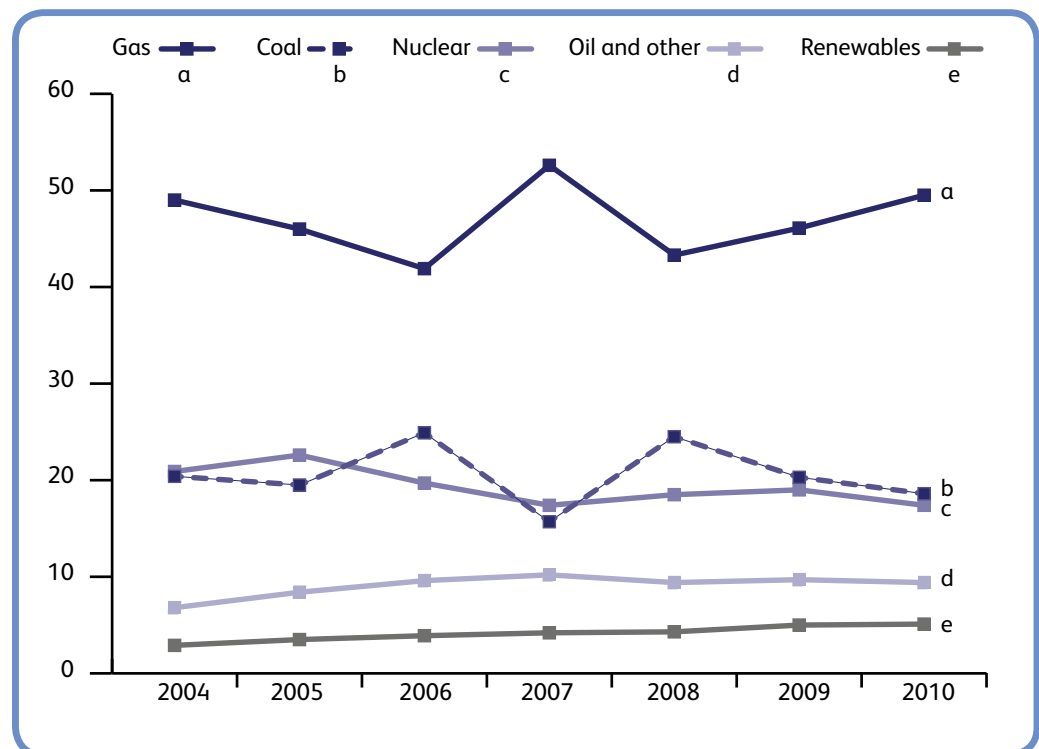 Gas Coal Nuclear Oil and other Renewables
a b c d e
60
50
a
40
30
20
b
c
10
d
e
0
2004 2005 2006 2007 2008 2009 2010